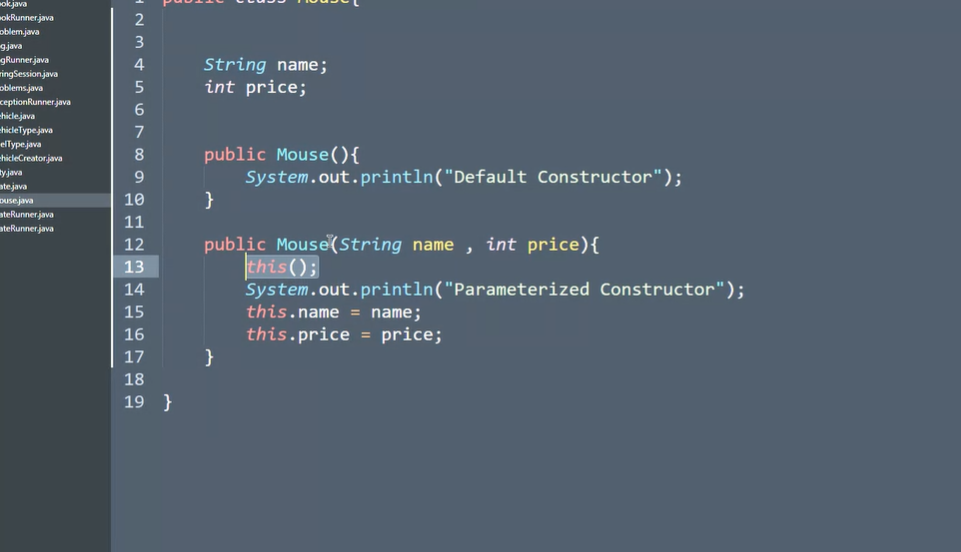 ook.java
ookRunner.java
oblem.java
g.java
gRunner.java
ringSession.java
oblems.java
ceptionRunner.java
hicle.java
hicleType.java
elType.java
hicleCreator.java
ty.java
ate.java
ouse.java
ateRunner.java
ateRunner.java
1 public class Mouse{
2
3
4 String name;
5 int price;
6
7
8 public Mouse(){
9 System.out.println("Default Constructor");
10 }
11
12 public Mouse(String name , int price){
13 this();
14 System.out.println("Parameterized Constructor");
15 this.name = name;
16 this.price = price;
17 }
18
19 }